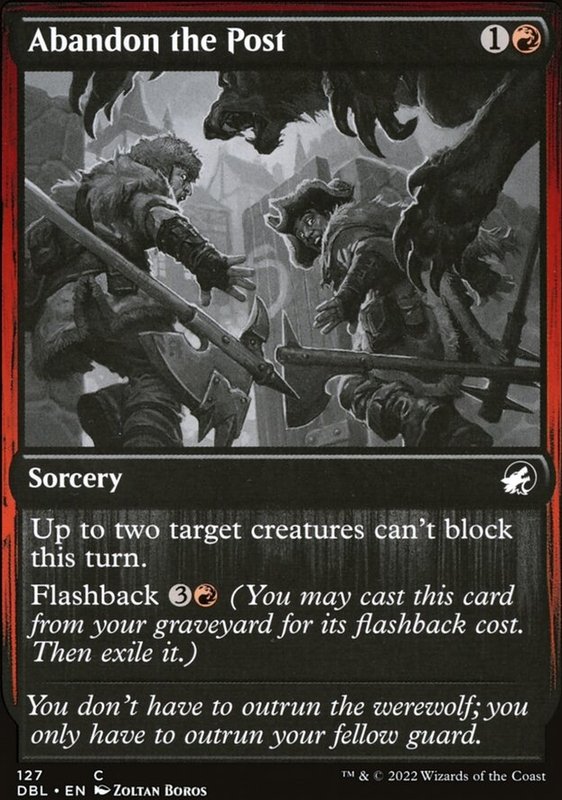 Abandon the Post 1
Sorcery
Up to two target creatures can't block
this turn.
Flashback 3 (You may cast this card
from your graveyard for its flashback cost.
Then exile it.)
You don't have to outrun the werewolf; you
only have to outrun your fellow guard.
127 C ™ & © 2022 Wizards of the Coast
DBL • EN Zoltan Boros